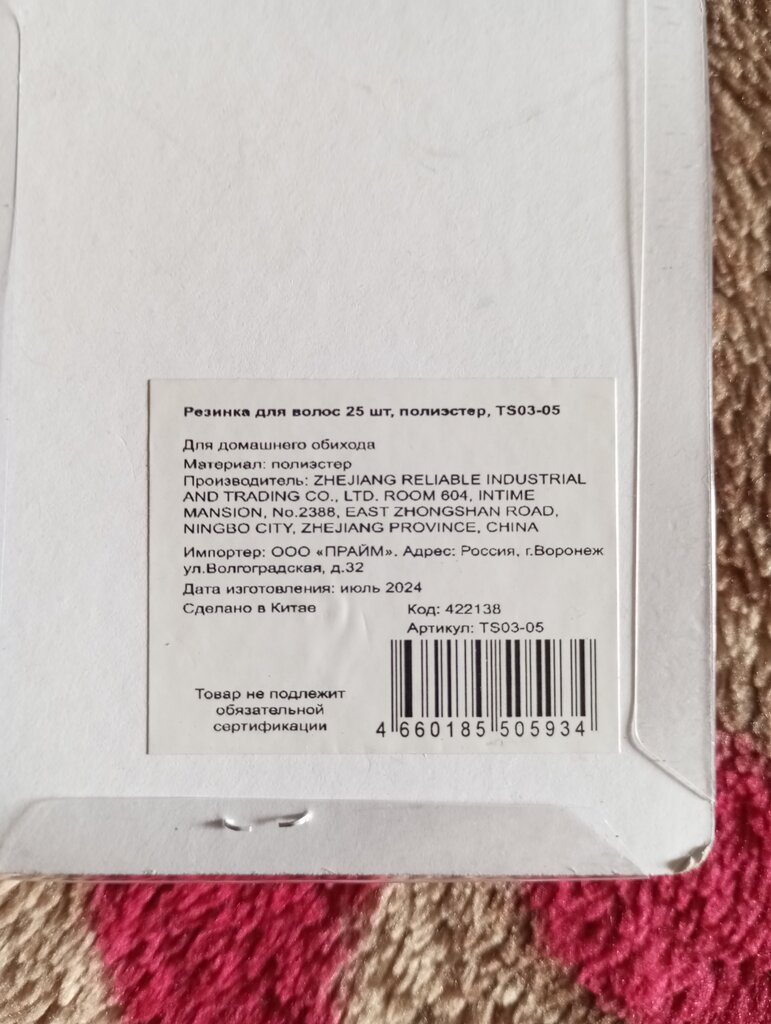 Резинка для волос 25 шт, полиэстер, TS03-05
Для домашнего обихода
Материал: полиэстер
Производитель: ZHEJIANG RELIABLE INDUSTRIAL
AND TRADING CO., LTD. ROOM 604, INTIME
MANSION, No.2388, EAST ZHONGSHAN ROAD,
NINGBO CITY, ZHEJIANG PROVINCE, CHINA
Импортер: ООО «ПРАЙМ». Адрес: Россия, г.Воронеж
ул.Волгоградская, д.32
Дата изготовления: июль 2024
Сделано в Китае
Код: 422138
Артикул: TS03-05
Товар не подлежит
обязательной
сертификации
4 660185 505934